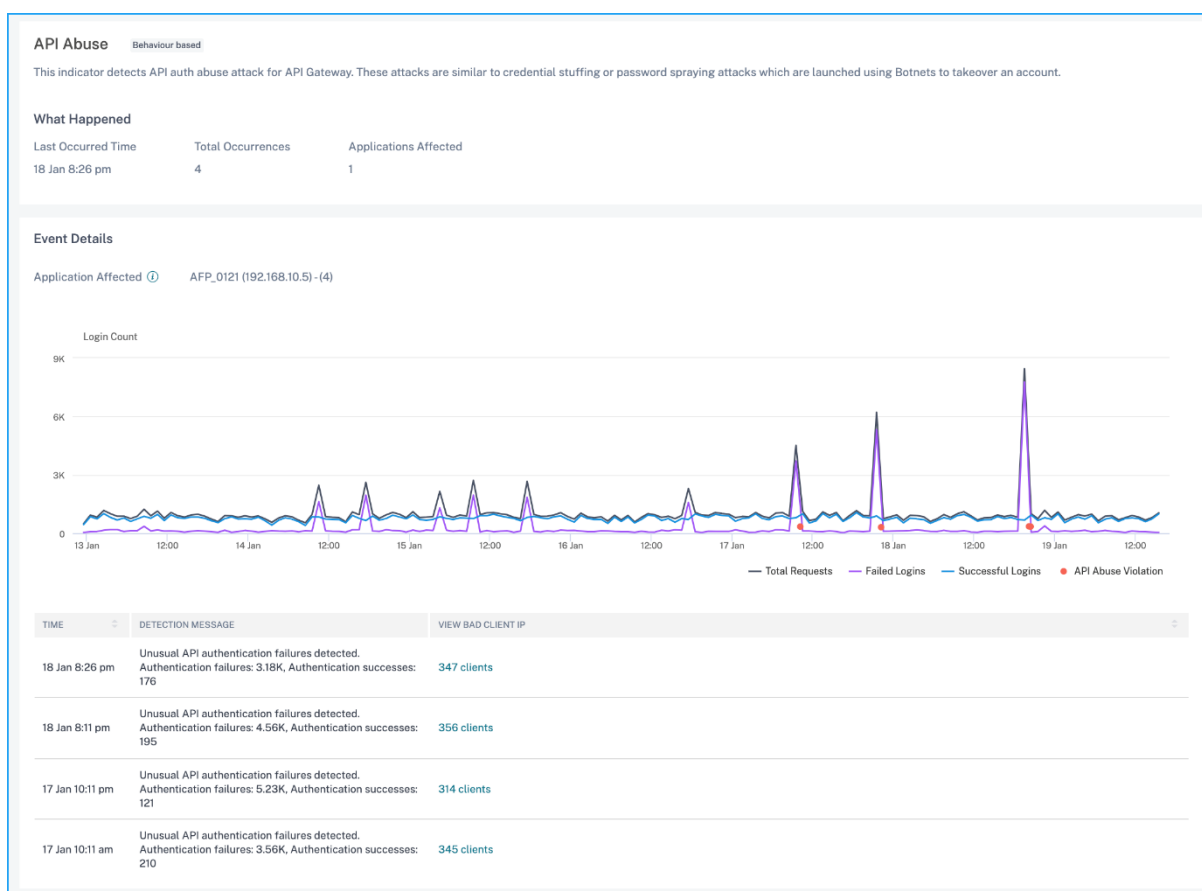 API Abuse Behaviour based
This indicator detects API auth abuse attack for API Gateway. These attacks are similar to credential stuffing or password spraying attacks which are launched using Botnets to takeover an account.
What Happened
Last Occurred Time Total Occurrences Applications Affected
18 Jan 8:26 pm 4 1
Event Details
Application Affected AFP_0121 (192.168.10.5) - (4)
Login Count
9K
6K
3K
0
13 Jan 12:00 14 Jan 12:00 15 Jan 12:00 16 Jan 12:00 17 Jan 12:00 18 Jan 12:00 19 Jan 12:00
Total Requests Failed Logins Successful Logins API Abuse Violation
TIME DETECTION MESSAGE VIEW BAD CLIENT IP
Unusual API authentication failures detected.
18 Jan 8:26 pm Authentication failures: 3.18K, Authentication successes: 347 clients
176
Unusual API authentication failures detected.
18 Jan 8:11 pm Authentication failures: 4.56K, Authentication successes: 356 clients
195
Unusual API authentication failures detected.
17 Jan 10:11 pm Authentication failures: 5.23K, Authentication successes: 314 clients
121
Unusual API authentication failures detected.
17 Jan 10:11 am Authentication failures: 3.56K, Authentication successes: 345 clients
210